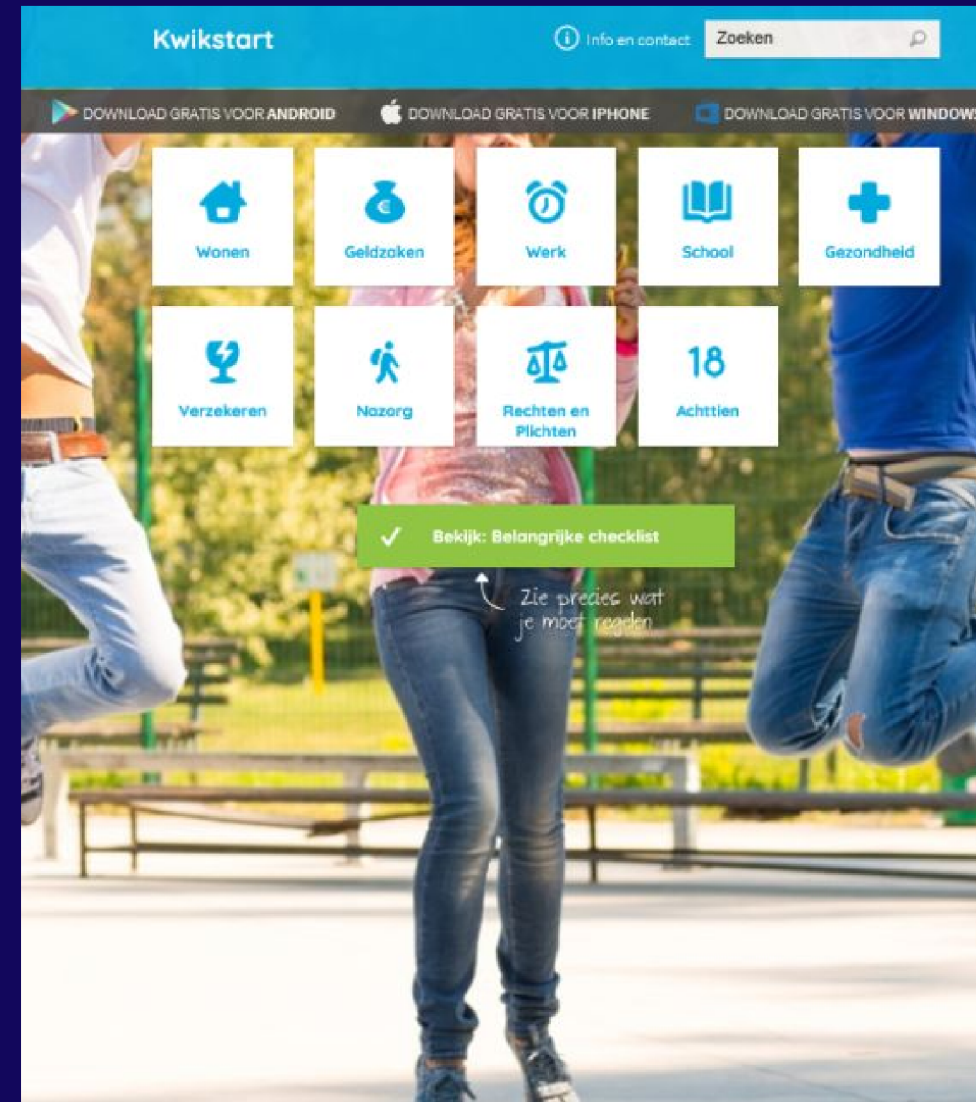 Kwikstart
Info en contact
Zoeken
DOWNLOAD GRATIS VOOR ANDROID
DOWNLOAD GRATIS VOOR IPHONE
DOWNLOAD GRATIS VOOR WINDOWS
Wonen
Geldzaken
Werk
School
Gezondheid
Verzekeren
Nazorg
Rechten en
Plichten
18
Achttien
Bekijk: Belangrijke checklist
Zie precies wat
je moet regelen